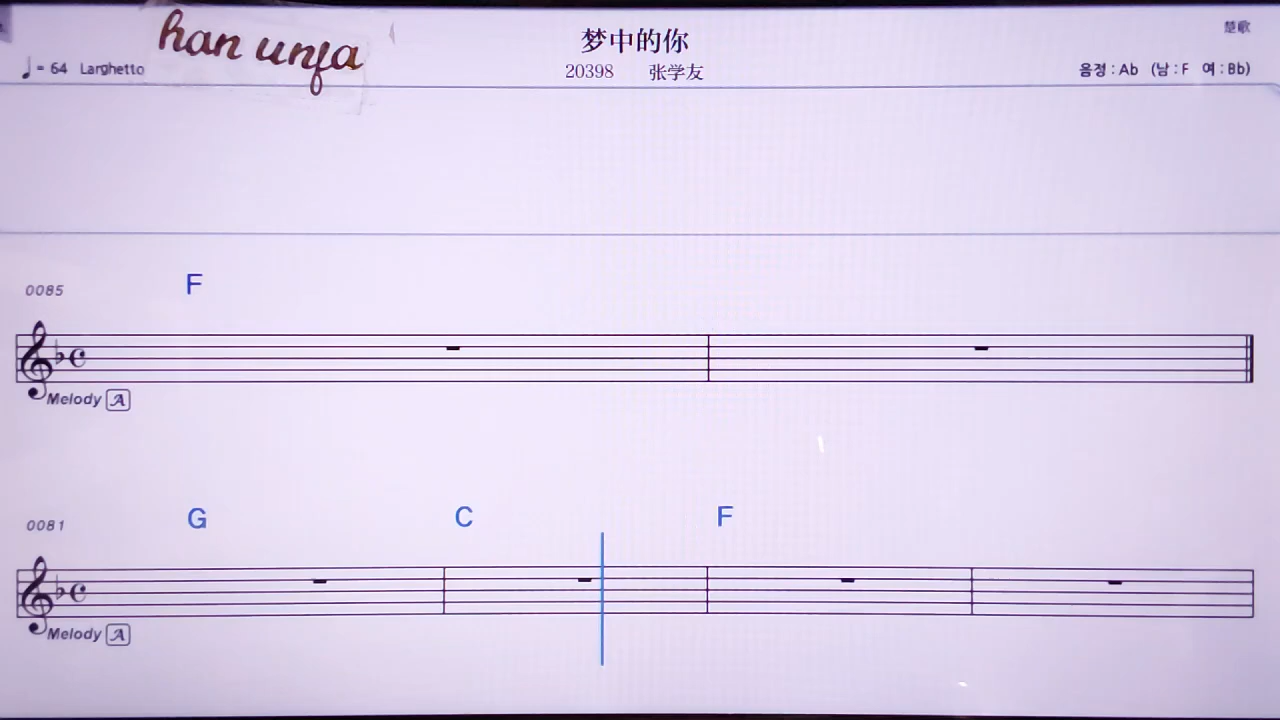 han unfa
梦中的你
楚歌
♩= 64 Larghetto
20398 张学友
음정 : Ab (남 : F 여 : Bb)
0085
F
Melody A
0081
G C F
Melody A